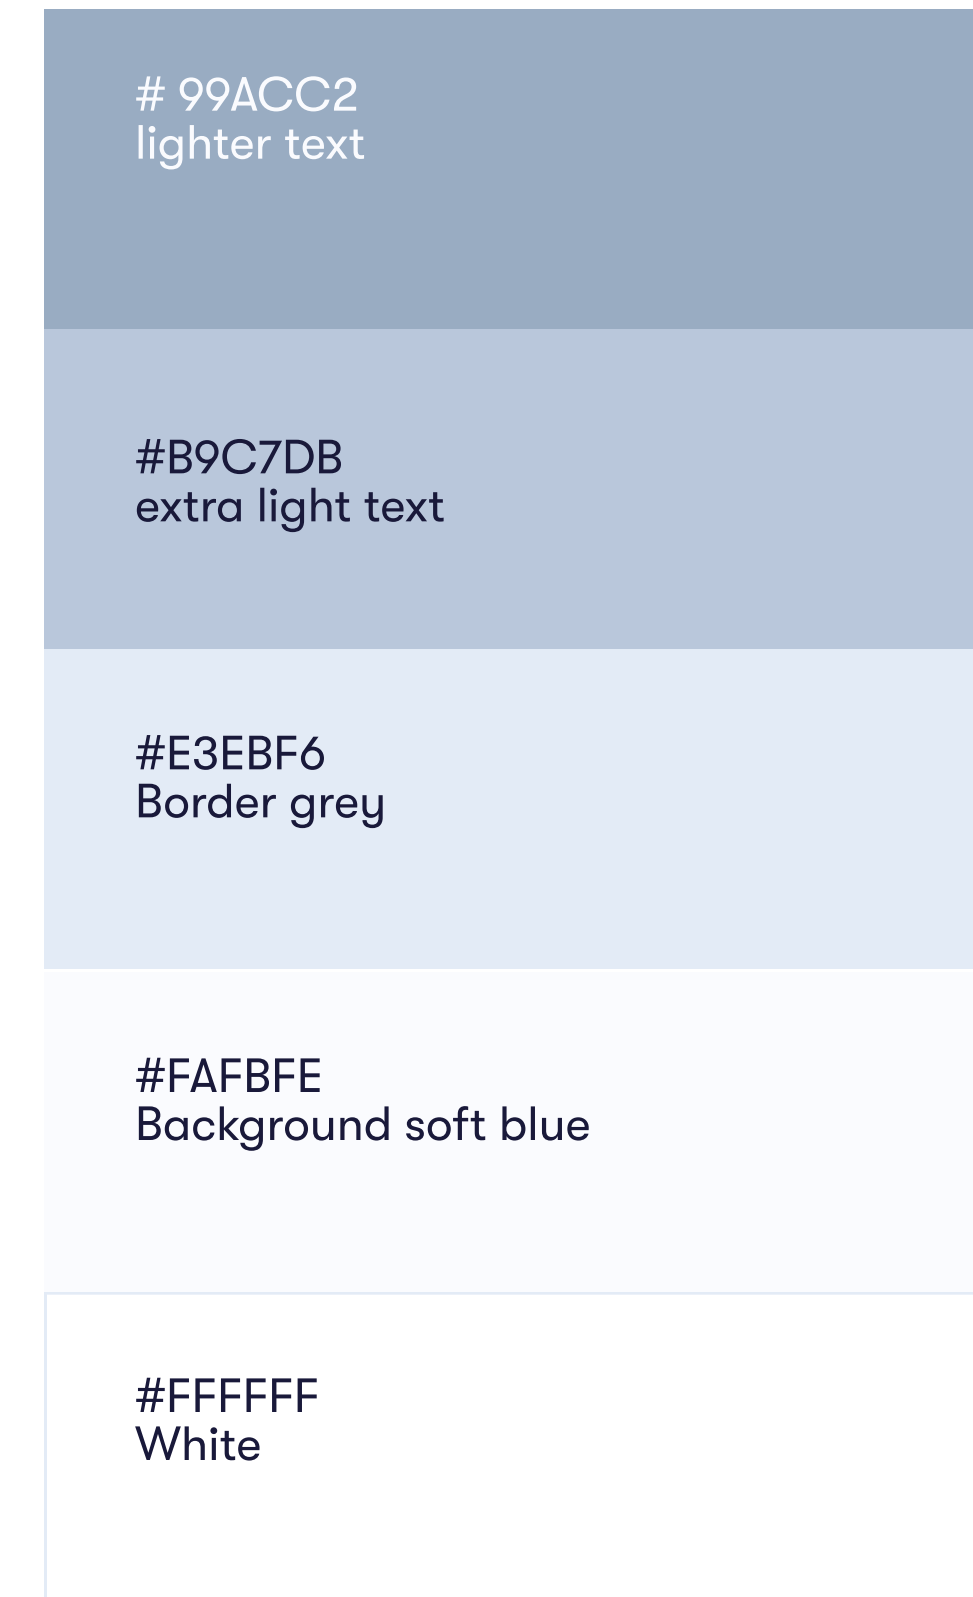 # 99ACC2
lighter text
#B9C7DB
extra light text
#E3EBF6
Border grey
#FAFBFE
Background soft blue
#FFFFFF
White